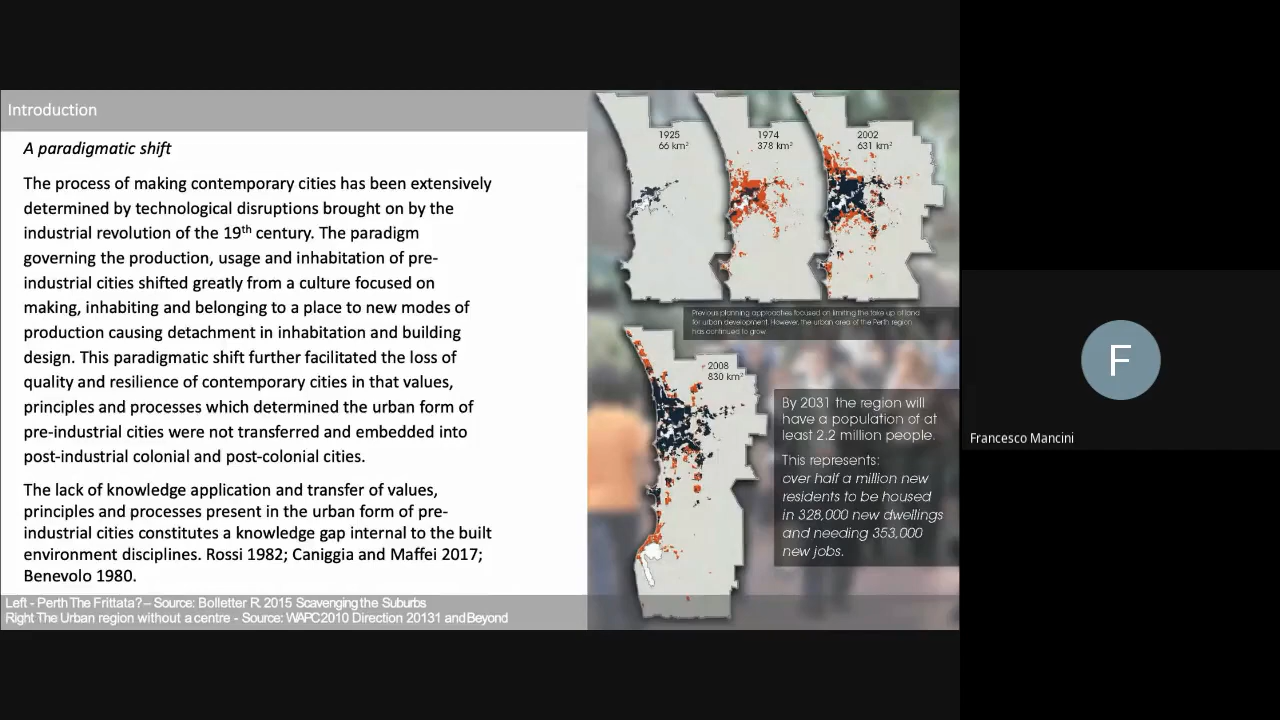 Introduction
A paradigmatic shift
The process of making contemporary cities has been extensively
determined by technological disruptions brought on by the
industrial revolution of the 19th century. The paradigm
governing the production, usage and inhabitation of pre-
industrial cities shifted greatly from a culture focused on
making, inhabiting and belonging to a place to new modes of
production causing detachment in inhabitation and building
design. This paradigmatic shift further facilitated the loss of
quality and resilience of contemporary cities in that values,
principles and processes which determined the urban form of
pre-industrial cities were not transferred and embedded into
post-industrial colonial and post-colonial cities.
The lack of knowledge application and transfer of values,
principles and processes present in the urban form of pre-
industrial cities constitutes a knowledge gap internal to the built
environment disciplines. Rossi 1982; Caniggia and Maffei 2017;
Benevolo 1980.
Left - Perth The Frittata? – Source: Bolletter R. 2015 Scavenging the Suburbs
Right The Urban region without a centre - Source: WAPC2010 Direction 20131 and Beyond
1925
66 km²
1974
378 km²
2002
631 km²
Previous planning approaches focused on limiting the take up of land
for urban development. However, the urban area of the Perth region
has continued to grow.
2008
830 km²
By 2031 the region will
have a population of at
least 2.2 million people.
This represents:
over half a million new
residents to be housed
in 328,000 new dwellings
and needing 353,000
new jobs.
F
Francesco Mancini